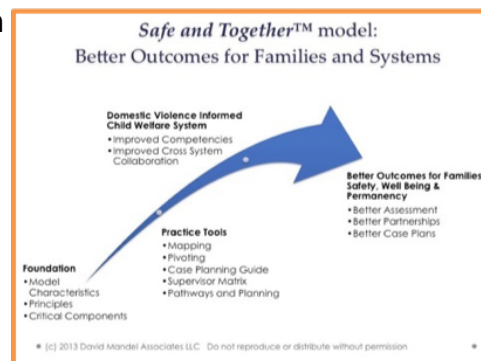 Safe and Together™ model:
Better Outcomes for Families and Systems
Domestic Violence Informed
Child Welfare System
•Improved Competencies
•Improved Cross System
Collaboration
Better Outcomes for Families
Safety, Well Being &
Permanency
•Better Assessment
•Better Partnerships
•Better Case Plans
Practice Tools
•Mapping
•Pivoting
•Case Planning Guide
•Supervisor Matrix
•Pathways and Planning
Foundation
•Model
Characteristics
•Principles
•Critical Components
(c) 2013 David Mandel Associates LLC Do not reproduce or distribute without permission